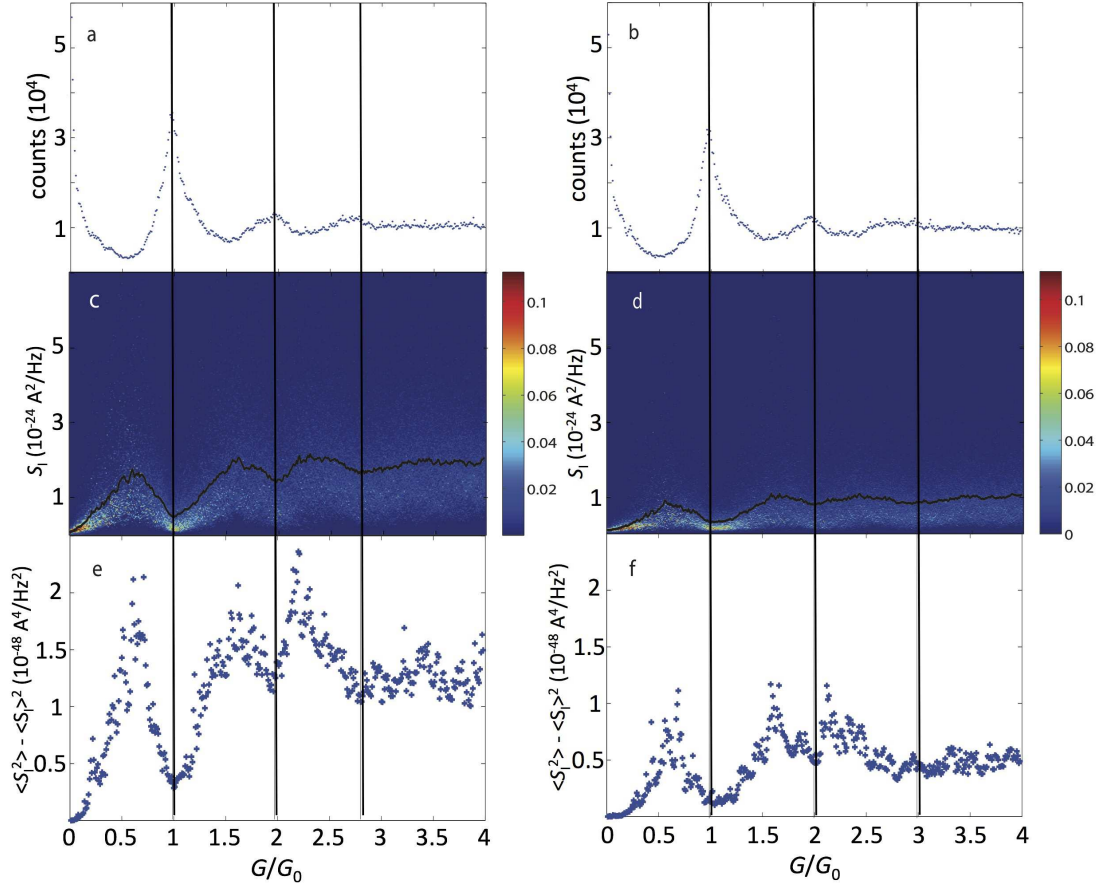 a
5
3
1
counts (10⁴)
b
5
3
1
counts (10⁴)
c
5
3
1
S_I (10⁻²⁴ A²/Hz)
0.1
0.08
0.06
0.04
0.02
d
5
3
1
S_I (10⁻²⁴ A²/Hz)
0.1
0.08
0.06
0.04
0.02
0
e
2
1.5
1
0.5
<S_I²> - <S_I>² (10⁻⁴⁸ A⁴/Hz²)
0 0.5 1 1.5 2 2.5 3 3.5 4
G/G₀
f
2
1.5
1
0.5
<S_I²> - <S_I>² (10⁻⁴⁸ A⁴/Hz²)
0 0.5 1 1.5 2 2.5 3 3.5 4
G/G₀